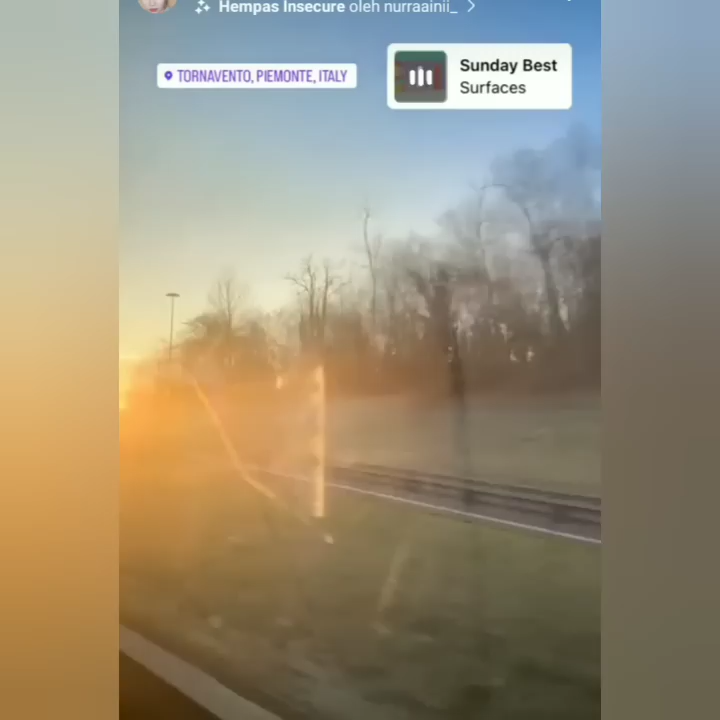 Hempas Insecure oleh nurraainii_
TORNAVENTO, PIEMONTE, ITALY
Sunday Best
Surfaces